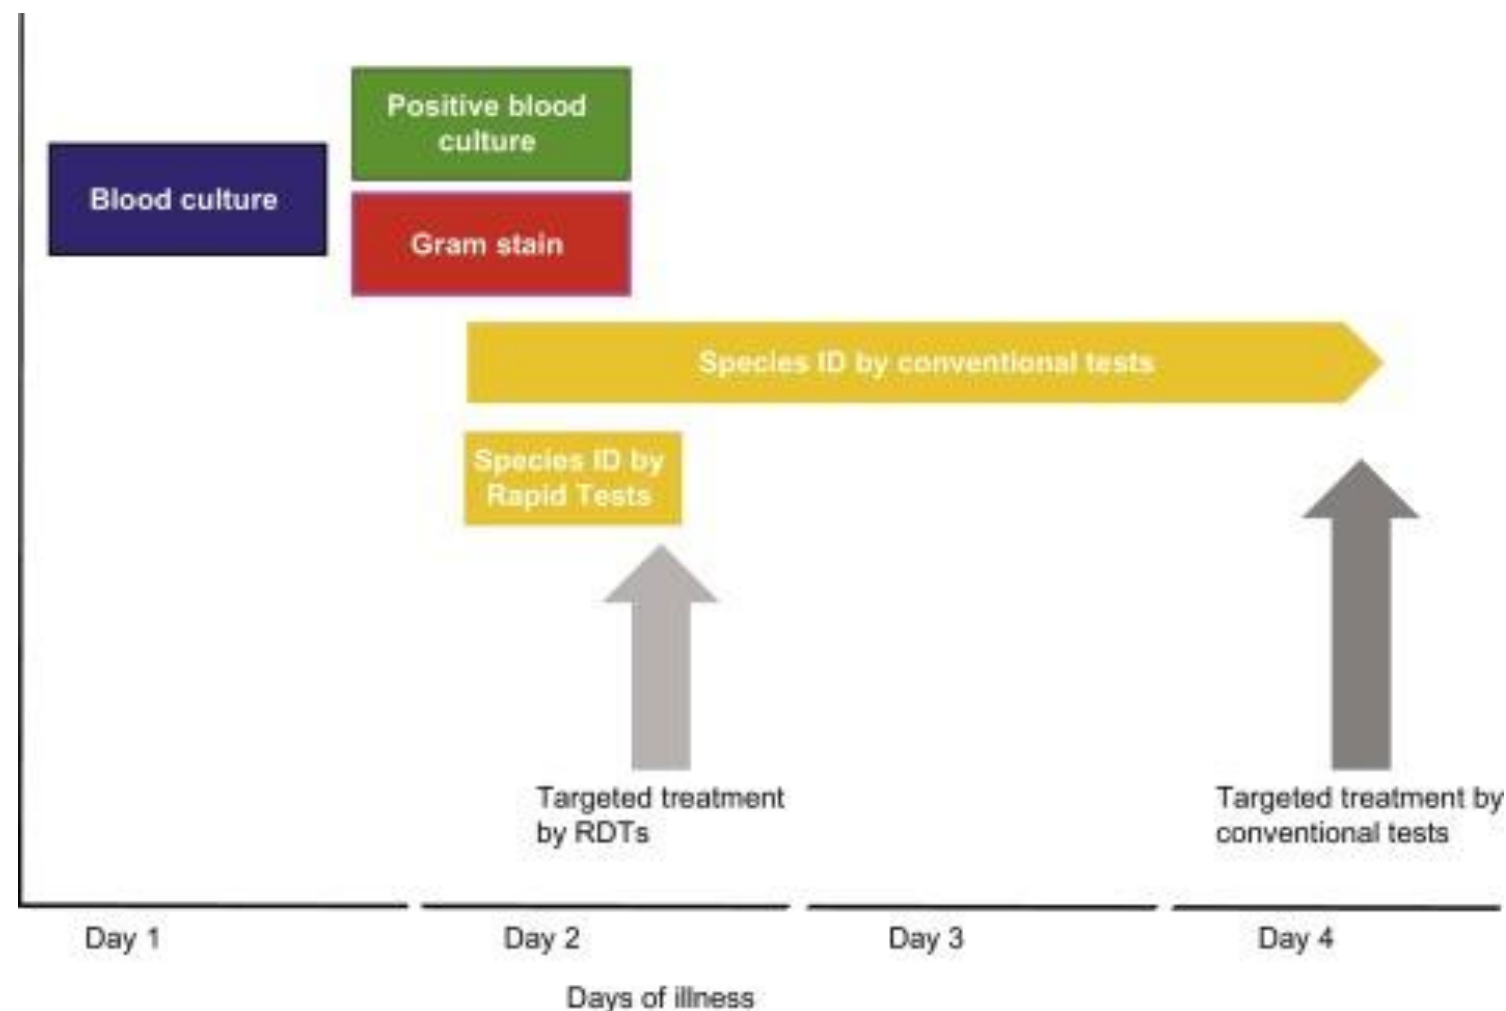 Positive blood
culture
Blood culture
Gram stain
Species ID by conventional tests
Species ID by
Rapid Tests
Targeted treatment
by RDTs
Targeted treatment by
conventional tests
Day 1
Day 2
Day 3
Day 4
Days of illness